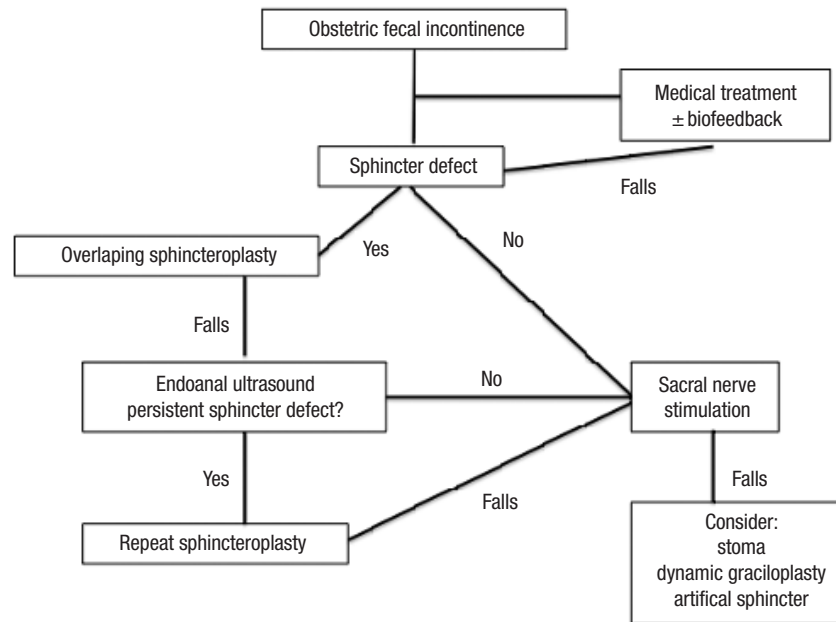 Obstetric fecal incontinence
Medical treatment
± biofeedback
Sphincter defect
Falls
Yes
No
Overlaping sphincteroplasty
Falls
Endoanal ultrasound
persistent sphincter defect?
No
Sacral nerve
stimulation
Yes
Falls
Falls
Repeat sphincteroplasty
Consider:
stoma
dynamic graciloplasty
artifical sphincter